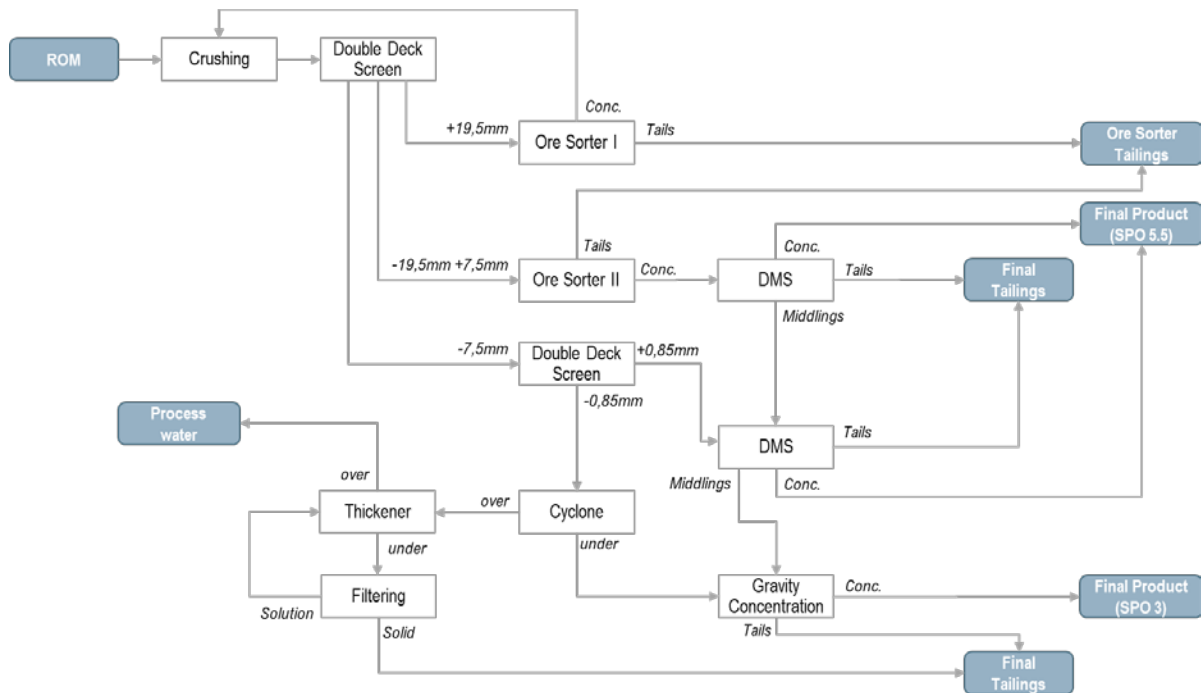 ROM
Crushing
Double Deck
Screen
Conc.
+19,5mm
Ore Sorter I
Tails
Ore Sorter
Tailings
Final Product
(SPO 5.5)
Tails
Conc.
-19,5mm +7,5mm
Ore Sorter II
Conc.
DMS
Tails
Final
Tailings
Middlings
-7,5mm
Double Deck
Screen
+0,85mm
-0,85mm
Process
water
DMS
Tails
Middlings
Conc.
over
Thickener
over
Cyclone
under
under
Filtering
Solution
Solid
Gravity
Concentration
Conc.
Final Product
(SPO 3)
Tails
Final
Tailings